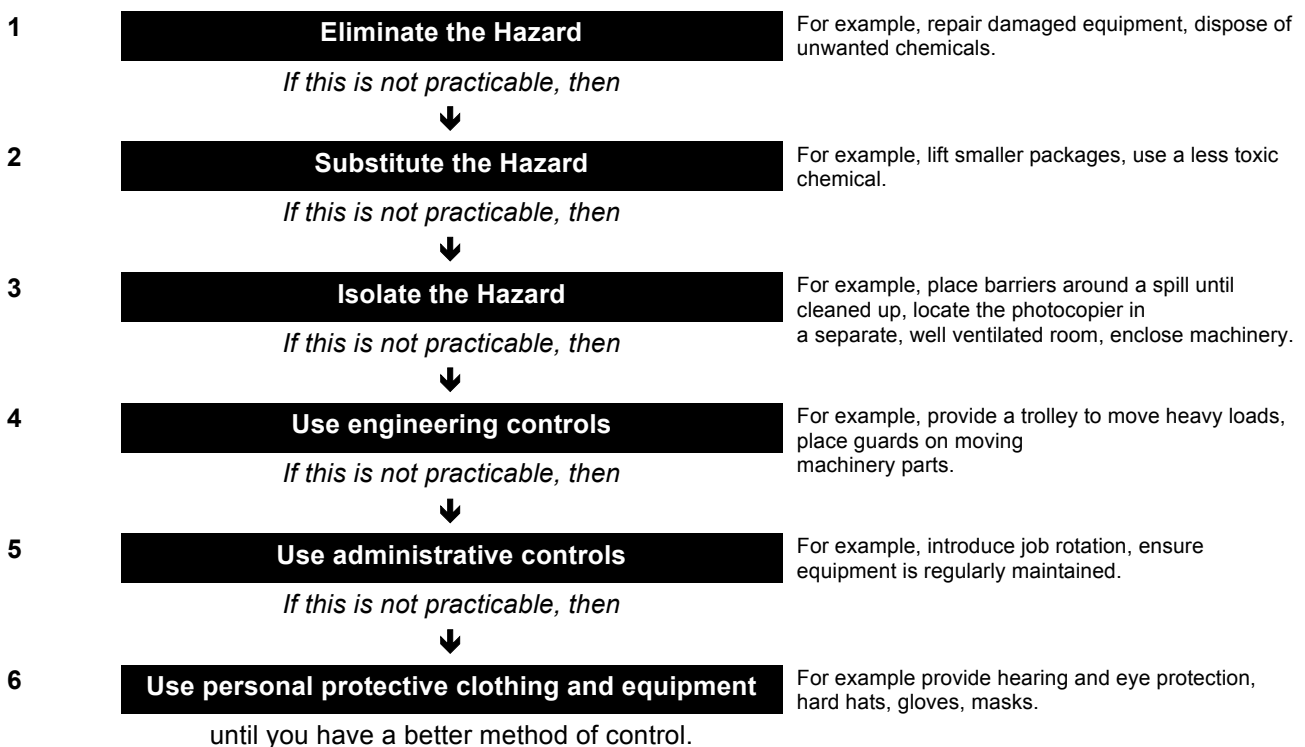 1
Eliminate the Hazard
For example, repair damaged equipment, dispose of
unwanted chemicals.
If this is not practicable, then
2
Substitute the Hazard
For example, lift smaller packages, use a less toxic
chemical.
If this is not practicable, then
3
Isolate the Hazard
For example, place barriers around a spill until
cleaned up, locate the photocopier in
a separate, well ventilated room, enclose machinery.
If this is not practicable, then
4
Use engineering controls
For example, provide a trolley to move heavy loads,
place guards on moving
machinery parts.
If this is not practicable, then
5
Use administrative controls
For example, introduce job rotation, ensure
equipment is regularly maintained.
If this is not practicable, then
6
Use personal protective clothing and equipment
For example provide hearing and eye protection,
hard hats, gloves, masks.
until you have a better method of control.